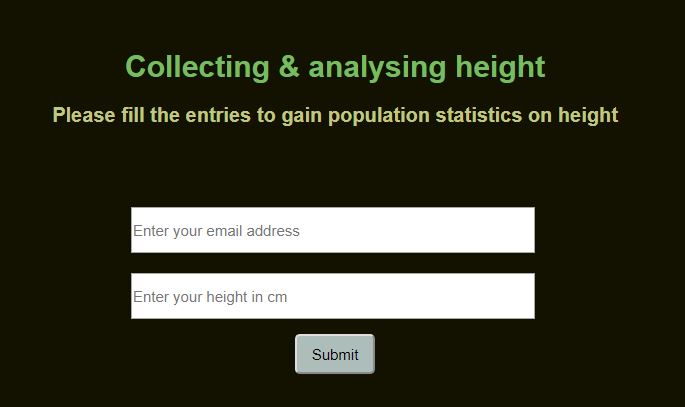 Collecting & analysing height
Please fill the entries to gain population statistics on height
Enter your email address
Enter your height in cm
Submit